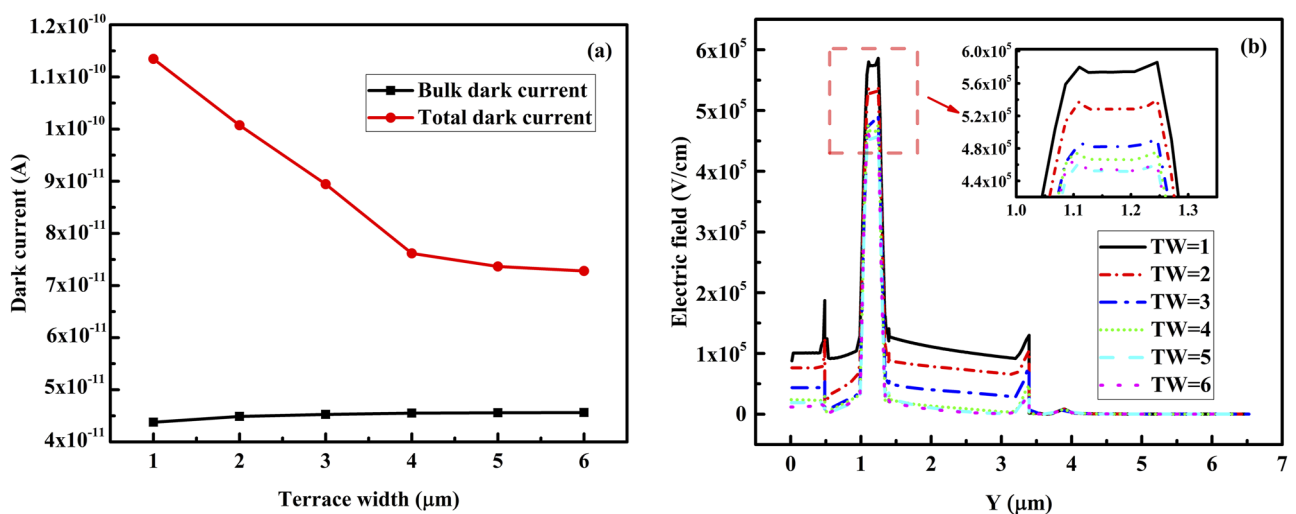 1.2x10⁻¹⁰
1.1x10⁻¹⁰
1x10⁻¹⁰
9x10⁻¹¹
8x10⁻¹¹
7x10⁻¹¹
6x10⁻¹¹
5x10⁻¹¹
4x10⁻¹¹
Dark current (A)
(a)
Bulk dark current
Total dark current
1 2 3 4 5 6
Terrace width (μm)
6x10⁵
5x10⁵
4x10⁵
3x10⁵
2x10⁵
1x10⁵
0
Electric field (V/cm)
(b)
6.0x10⁵
5.6x10⁵
5.2x10⁵
4.8x10⁵
4.4x10⁵
1.0 1.1 1.2 1.3
TW=1
TW=2
TW=3
TW=4
TW=5
TW=6
0 1 2 3 4 5 6 7
Y (μm)